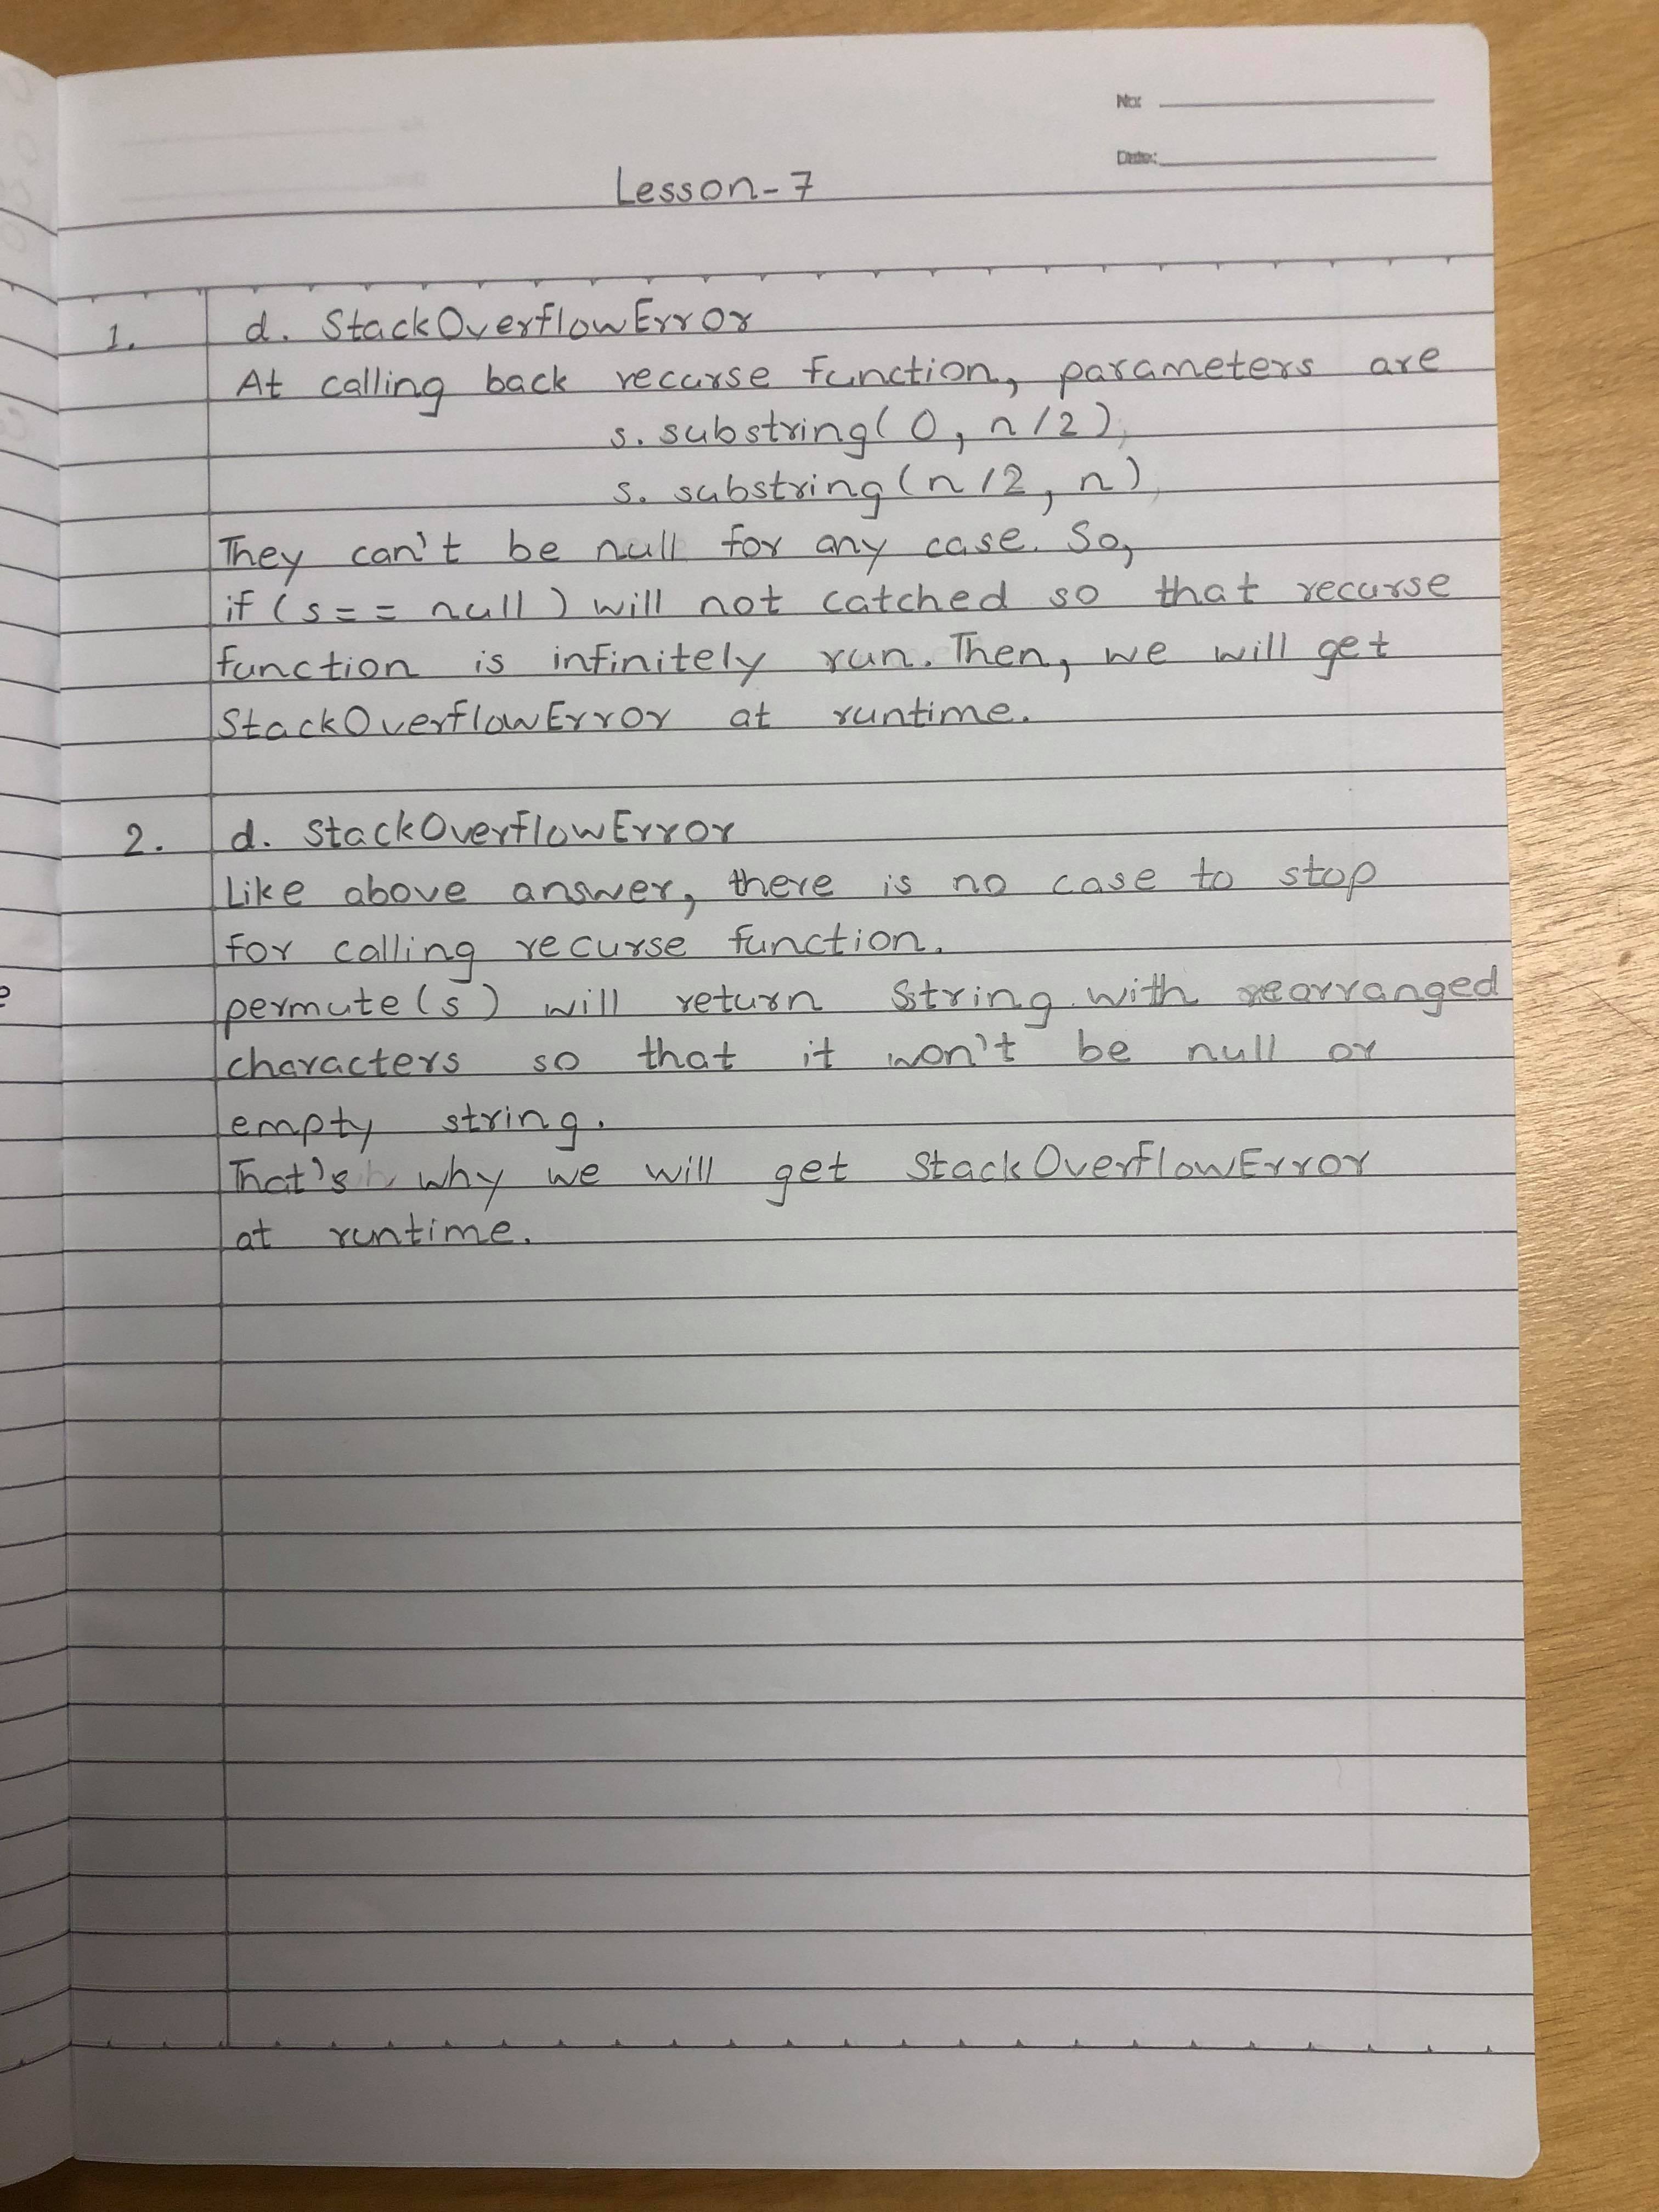 No:
Date:
Lesson-7
1. d. StackOverflowError
At calling back recurse function, parameters are
s. substring(0, n/2)
s. substring(n/2, n)
They can't be null for any case. So,
if (s == null) will not catched so that recurse
function is infinitely run. Then, we will get
StackOverflowError at runtime.
2. d. StackOverflowError
Like above answer, there is no case to stop
for calling recurse function.
permute(s) will return String with rearranged
characters so that it won't be null or
empty string.
That's why we will get StackOverflowError
at runtime.